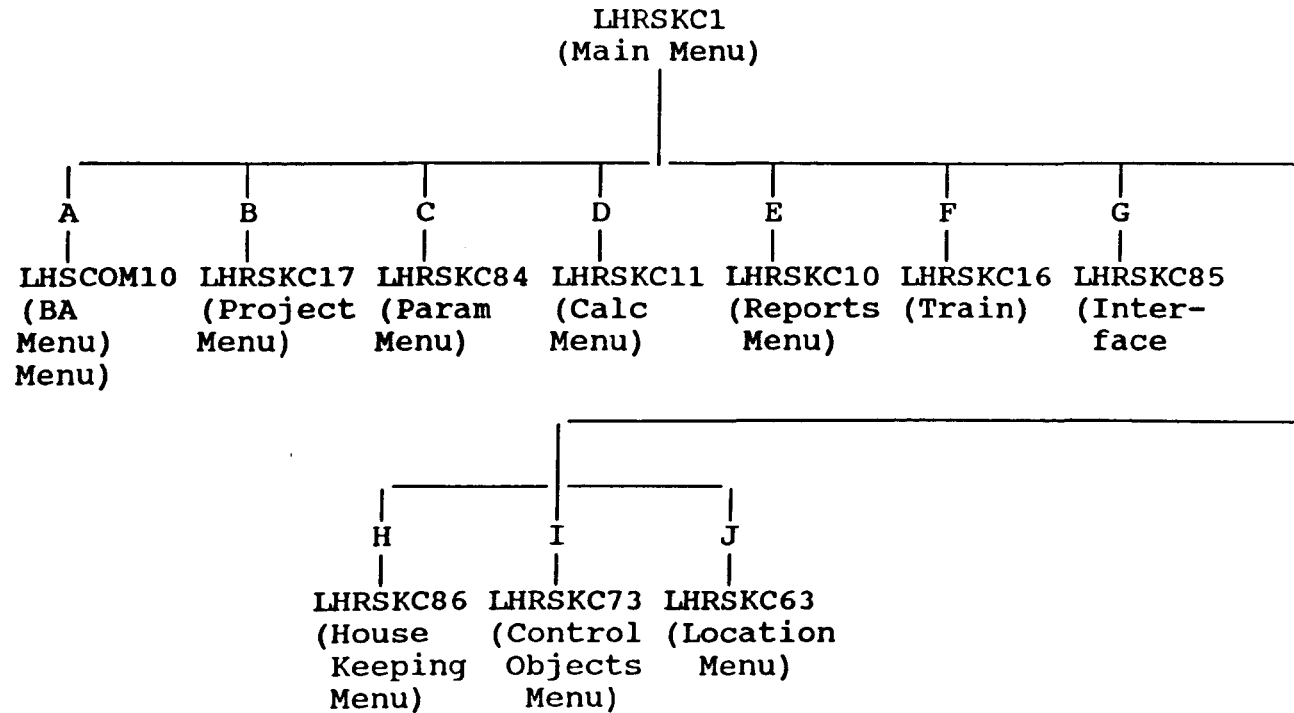 LHRSKC1
(Main Menu)
A B C D E F G
LHSCOM10 LHRSKC17 LHRSKC84 LHRSKC11 LHRSKC10 LHRSKC16 LHRSKC85
(BA (Project (Param (Calc (Reports (Train) (Inter-
Menu) Menu) Menu) Menu) Menu) face
Menu)
H I J
LHRSKC86 LHRSKC73 LHRSKC63
(House (Control (Location
Keeping Objects Menu)
Menu) Menu)